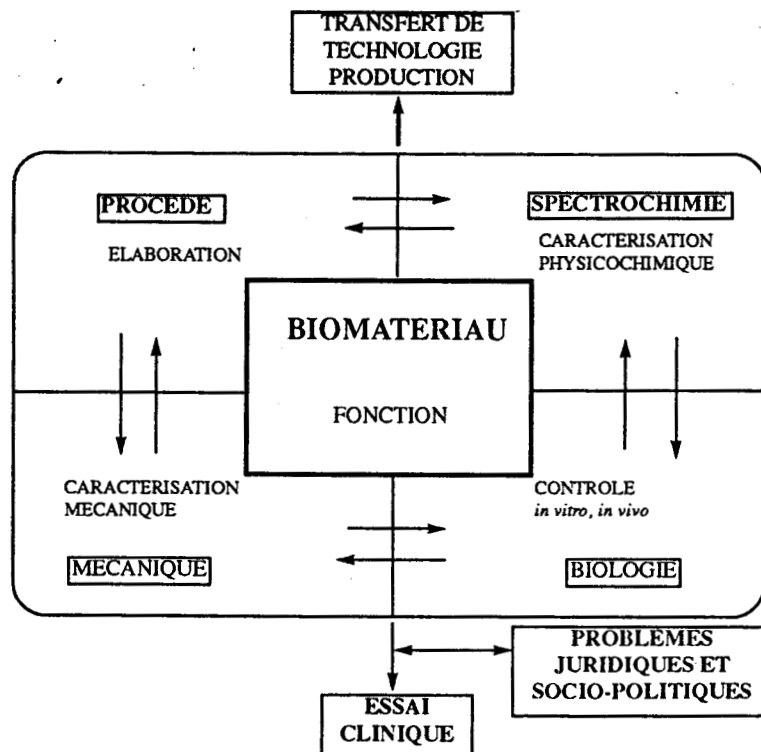 TRANSFERT DE
TECHNOLOGIE
PRODUCTION
PROCEDE
ELABORATION
SPECTROCHIMIE
CARACTERISATION
PHYSICOCHIMIQUE
BIOMATERIAU
FONCTION
CARACTERISATION
MECANIQUE
MECANIQUE
CONTROLE
in vitro, in vivo
BIOLOGIE
PROBLÈMES
JURIDIQUES ET
SOCIO-POLITIQUES
ESSAI
CLINIQUE